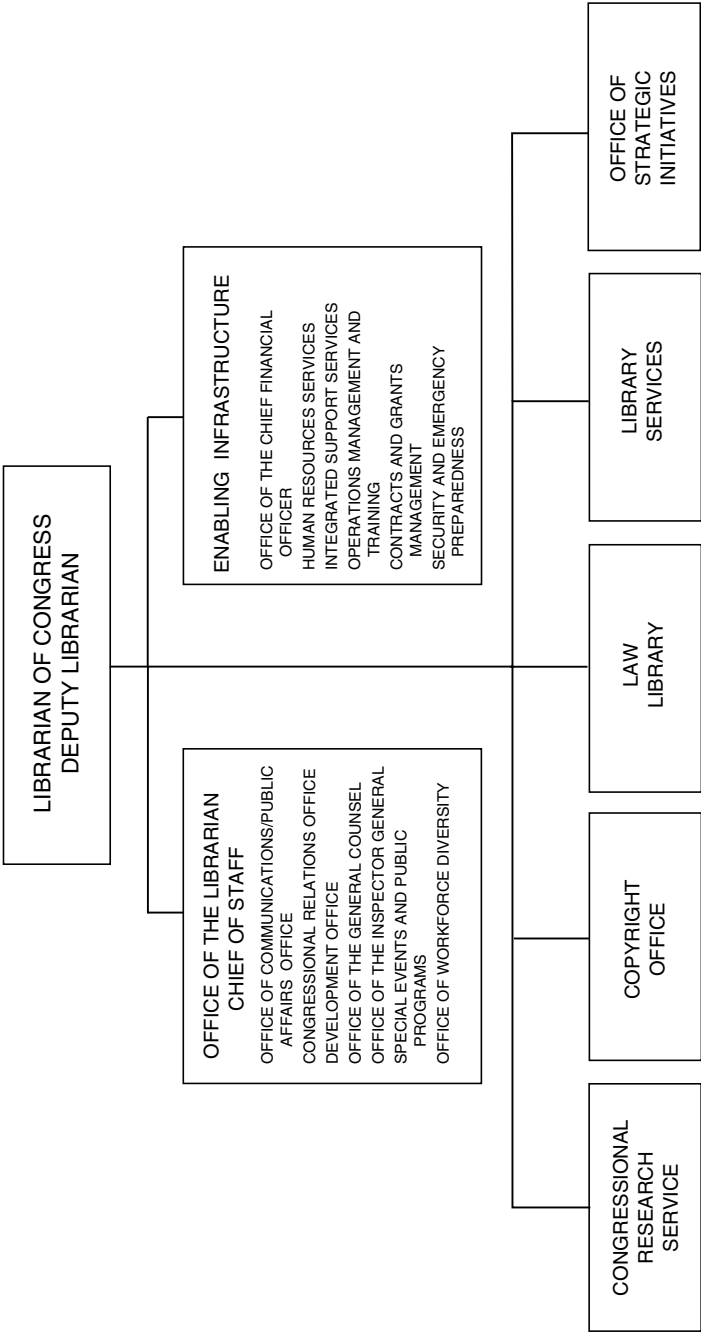 LIBRARIAN OF CONGRESS
DEPUTY LIBRARIAN
OFFICE OF THE LIBRARIAN
CHIEF OF STAFF
OFFICE OF COMMUNICATIONS/PUBLIC
AFFAIRS OFFICE
CONGRESSIONAL RELATIONS OFFICE
DEVELOPMENT OFFICE
OFFICE OF THE GENERAL COUNSEL
OFFICE OF THE INSPECTOR GENERAL
SPECIAL EVENTS AND PUBLIC
PROGRAMS
OFFICE OF WORKFORCE DIVERSITY
ENABLING INFRASTRUCTURE
OFFICE OF THE CHIEF FINANCIAL
OFFICER
HUMAN RESOURCES SERVICES
INTEGRATED SUPPORT SERVICES
OPERATIONS MANAGEMENT AND
TRAINING
CONTRACTS AND GRANTS
MANAGEMENT
SECURITY AND EMERGENCY
PREPAREDNESS
CONGRESSIONAL
RESEARCH
SERVICE
COPYRIGHT
OFFICE
LAW
LIBRARY
LIBRARY
SERVICES
OFFICE OF
STRATEGIC
INITIATIVES